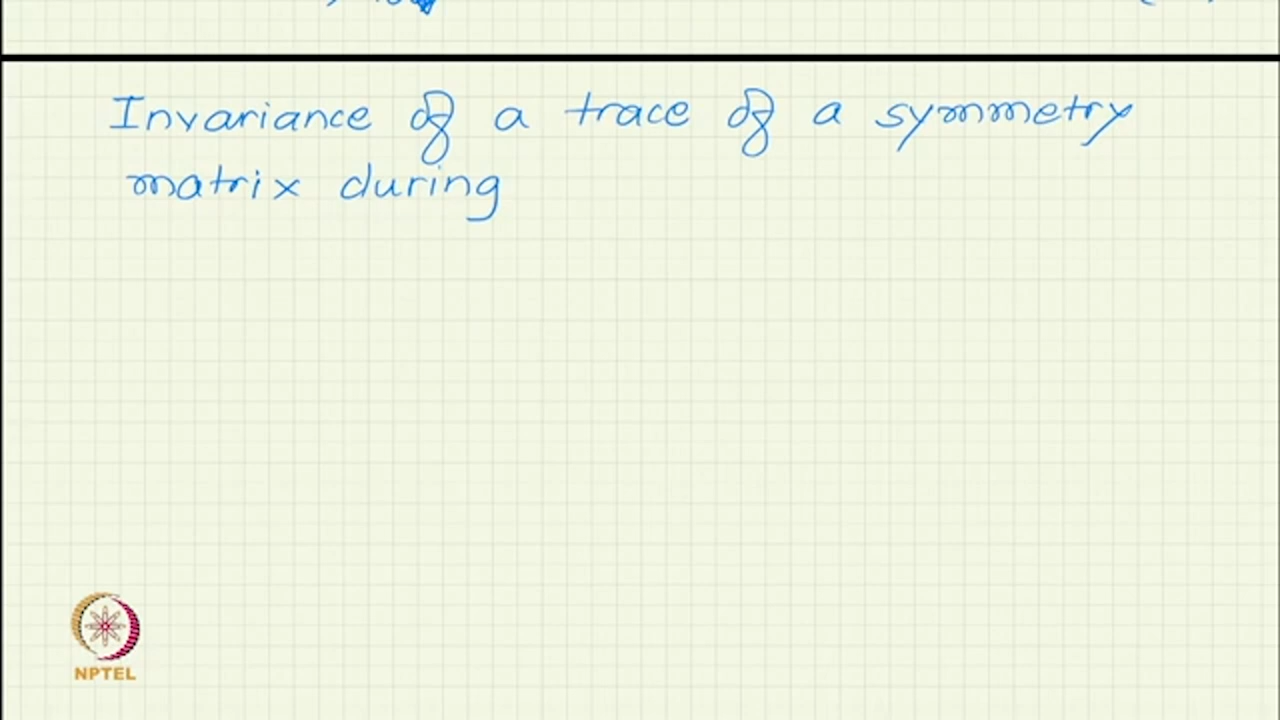 Invariance of a trace of a symmetry
matrix during
NPTEL